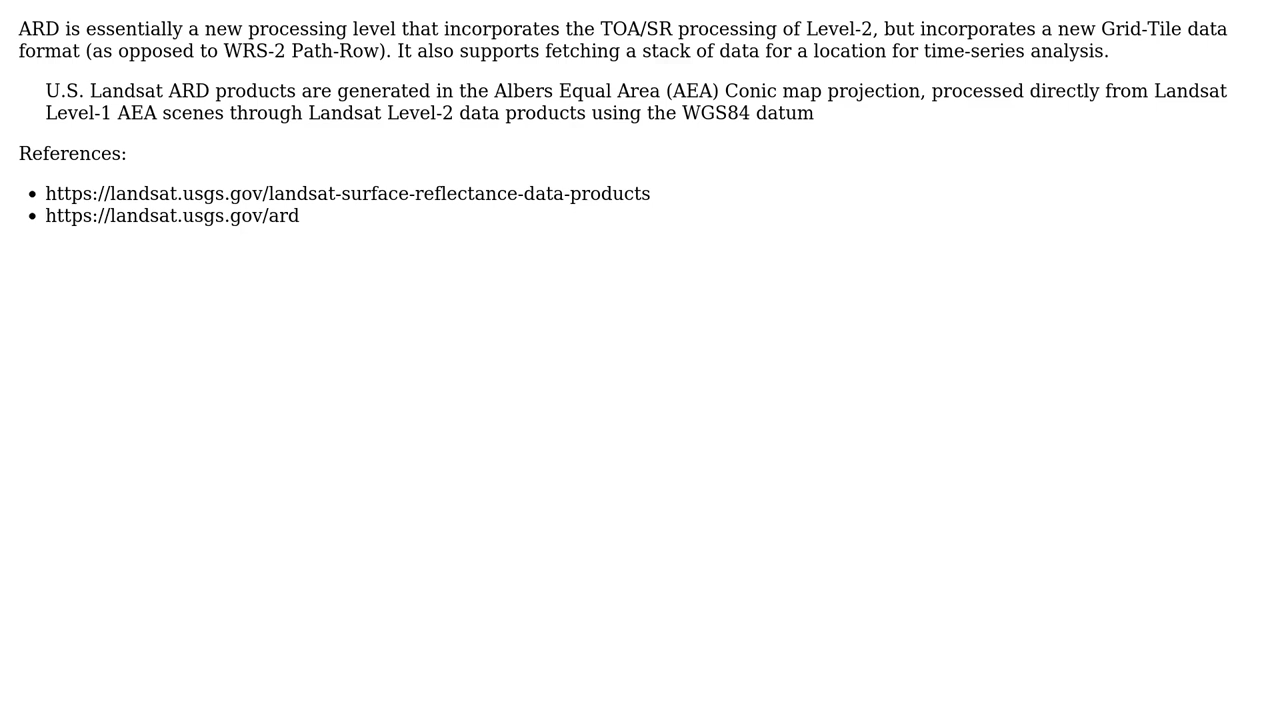 ARD is essentially a new processing level that incorporates the TOA/SR processing of Level-2, but incorporates a new Grid-Tile data
format (as opposed to WRS-2 Path-Row). It also supports fetching a stack of data for a location for time-series analysis.
U.S. Landsat ARD products are generated in the Albers Equal Area (AEA) Conic map projection, processed directly from Landsat
Level-1 AEA scenes through Landsat Level-2 data products using the WGS84 datum
References:
• https://landsat.usgs.gov/landsat-surface-reflectance-data-products
• https://landsat.usgs.gov/ard